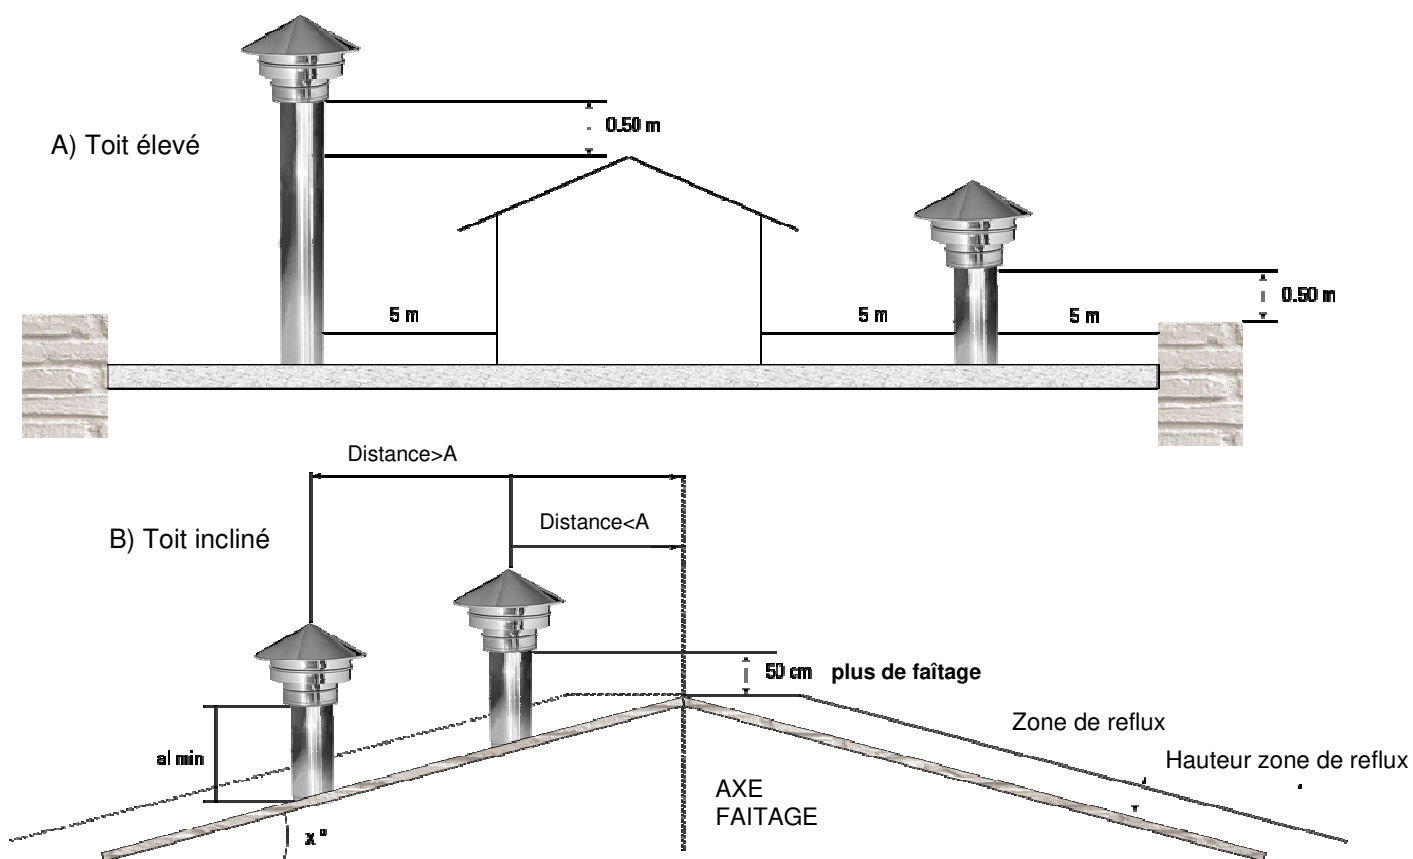 A) Toit élevé
0.50 m
5 m
5 m
5 m
0.50 m
Distance>A
Distance<A
B) Toit incliné
50 cm plus de faîtage
al min
Zone de reflux
Hauteur zone de reflux
AXE
FAITAGE
x°